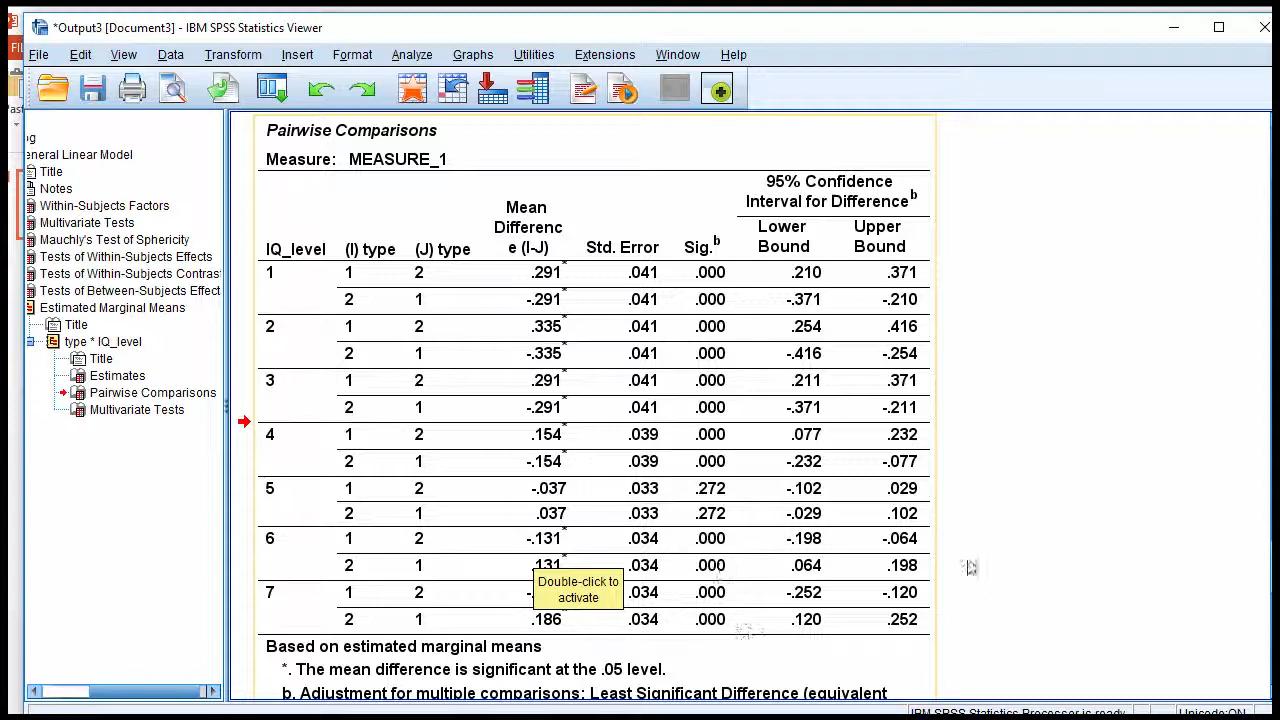 *Output3 [Document3] - IBM SPSS Statistics Viewer
File Edit View Data Transform Insert Format Analyze Graphs Utilities Extensions Window Help
General Linear Model
Title
Notes
Within-Subjects Factors
Multivariate Tests
Mauchly's Test of Sphericity
Tests of Within-Subjects Effects
Tests of Within-Subjects Contras
Tests of Between-Subjects Effect
Estimated Marginal Means
Title
type * IQ_level
Title
Estimates
Pairwise Comparisons
Multivariate Tests
Pairwise Comparisons
Measure: MEASURE_1
95% Confidence
Interval for Difference b
IQ_level (I) type (J) type Mean Differenc e (I-J) Std. Error Sig.b Lower Bound Upper Bound
1 1 2 .291* .041 .000 .210 .371
2 1 -.291* .041 .000 -.371 -.210
2 1 2 .335* .041 .000 .254 .416
2 1 -.335* .041 .000 -.416 -.254
3 1 2 .291* .041 .000 .211 .371
2 1 -.291* .041 .000 -.371 -.211
4 1 2 .154* .039 .000 .077 .232
2 1 -.154* .039 .000 -.232 -.077
5 1 2 -.037 .033 .272 -.102 .029
2 1 .037 .033 .272 -.029 .102
6 1 2 -.131* .034 .000 -.198 -.064
2 1 .131* .034 .000 .064 .198
7 1 2 .034 .000 -.252 -.120
2 1 .186* .034 .000 .120 .252
Double-click to
activate
Based on estimated marginal means
*. The mean difference is significant at the .05 level.
b. Adjustment for multiple comparisons: Least Significant Difference (equivalent
IBM SPSS Statistics Processor is ready Unicode:ON